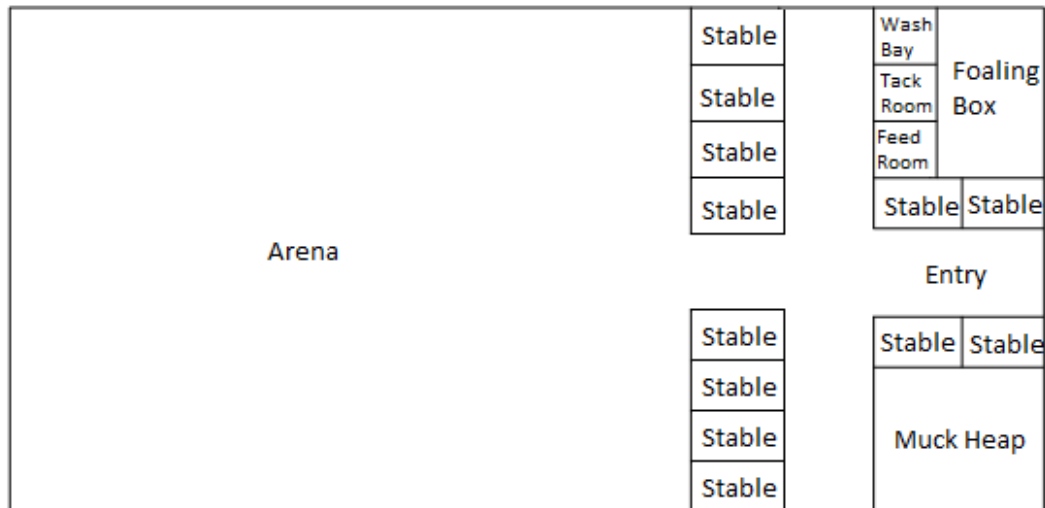 Stable
Wash
Bay
Foaling
Box
Stable
Tack
Room
Stable
Feed
Room
Stable
Stable
Stable
Arena
Entry
Stable
Stable
Stable
Stable
Stable
Muck Heap
Stable